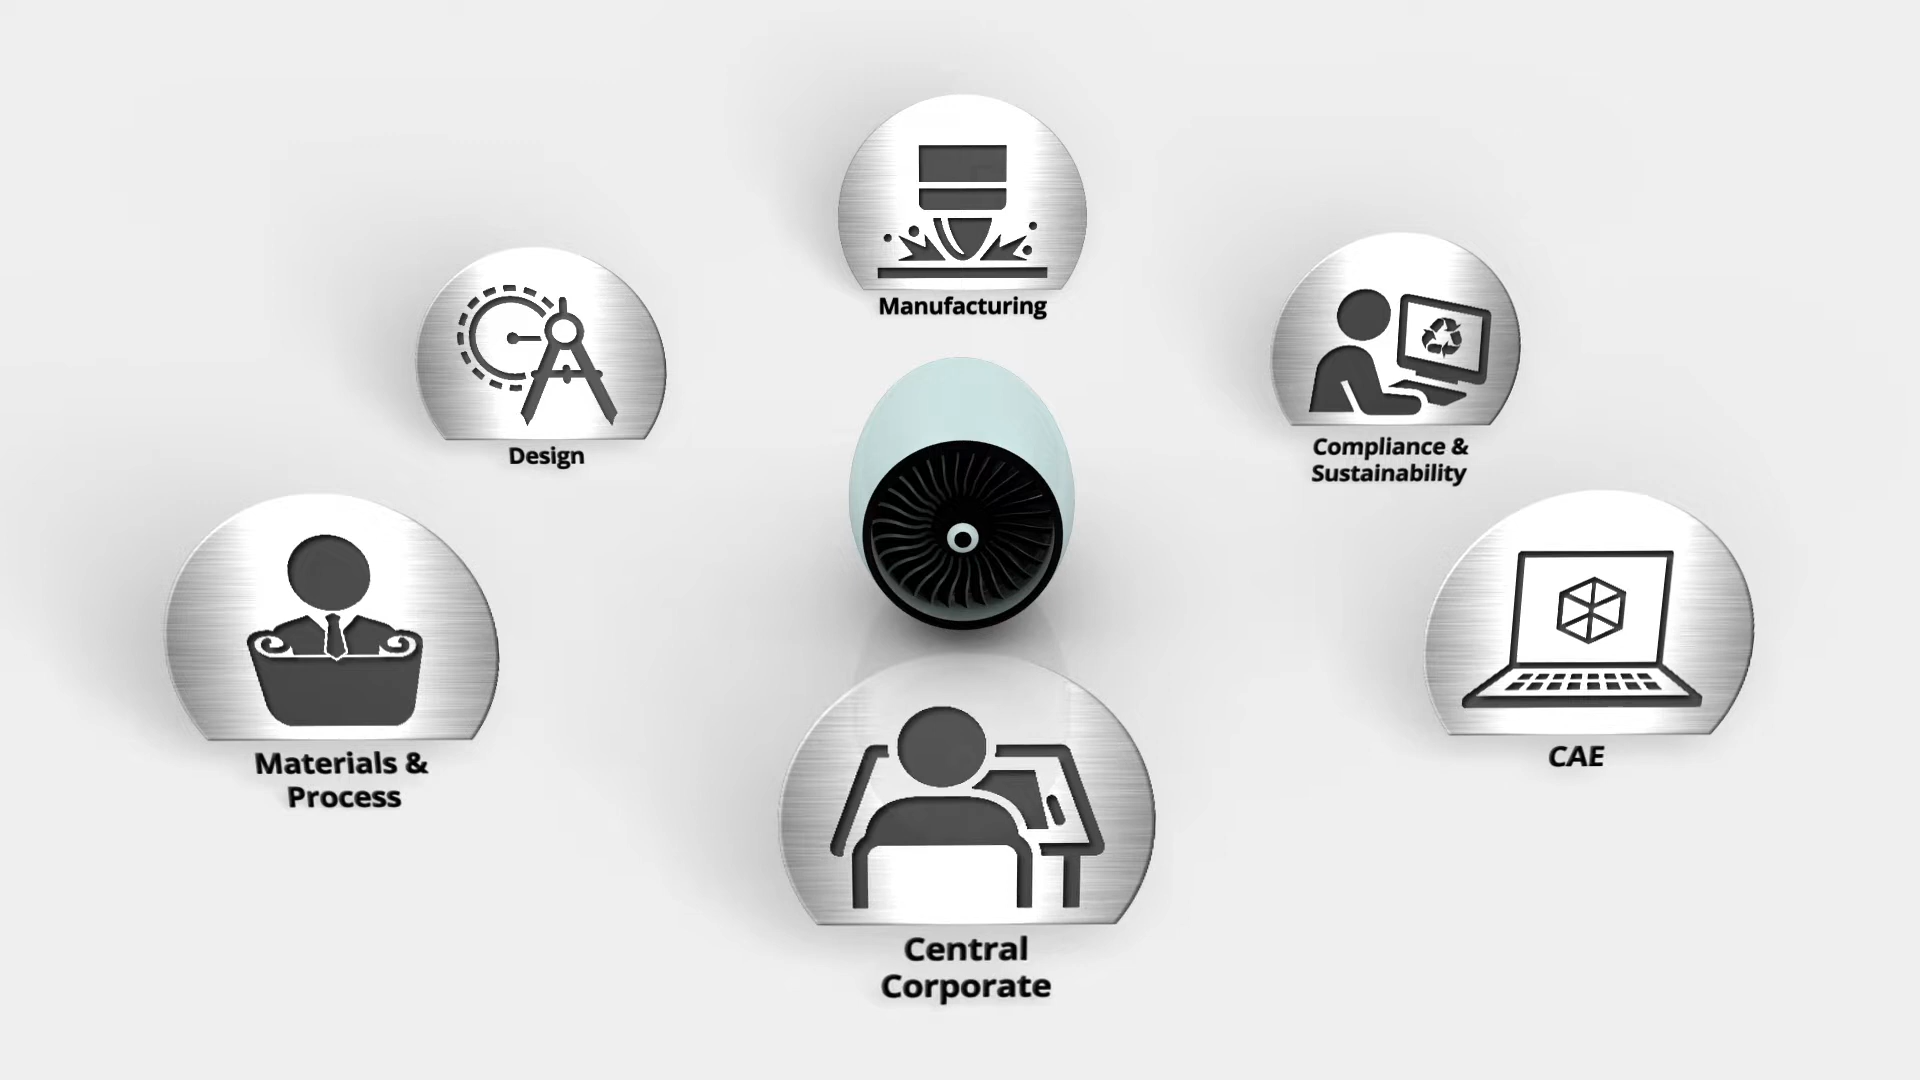 Manufacturing
Design
Compliance &
Sustainability
Materials &
Process
CAE
Central
Corporate